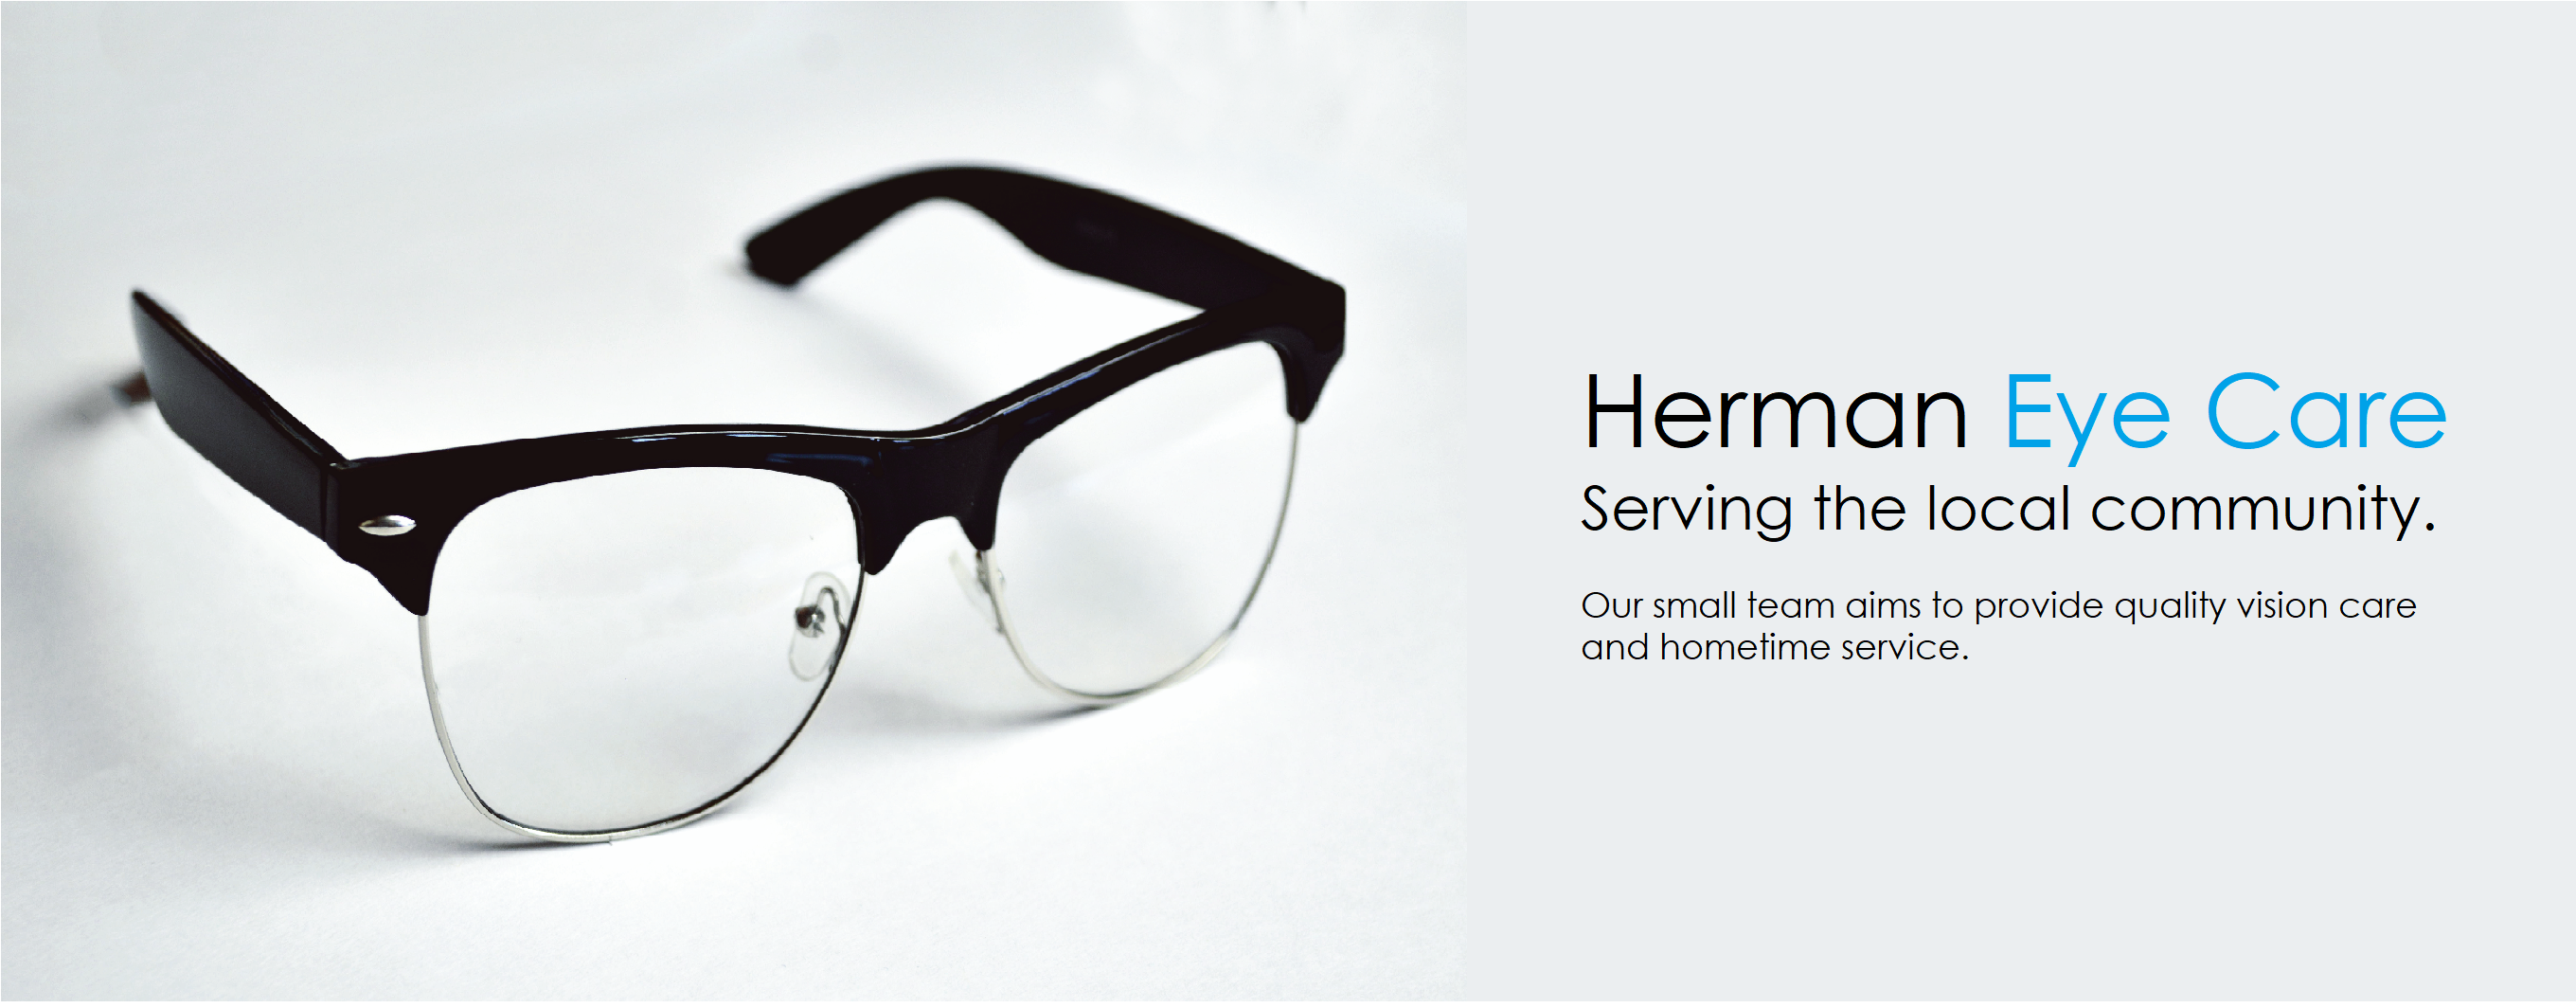 Herman Eye Care
Serving the local community.
Our small team aims to provide quality vision care
and hometime service.